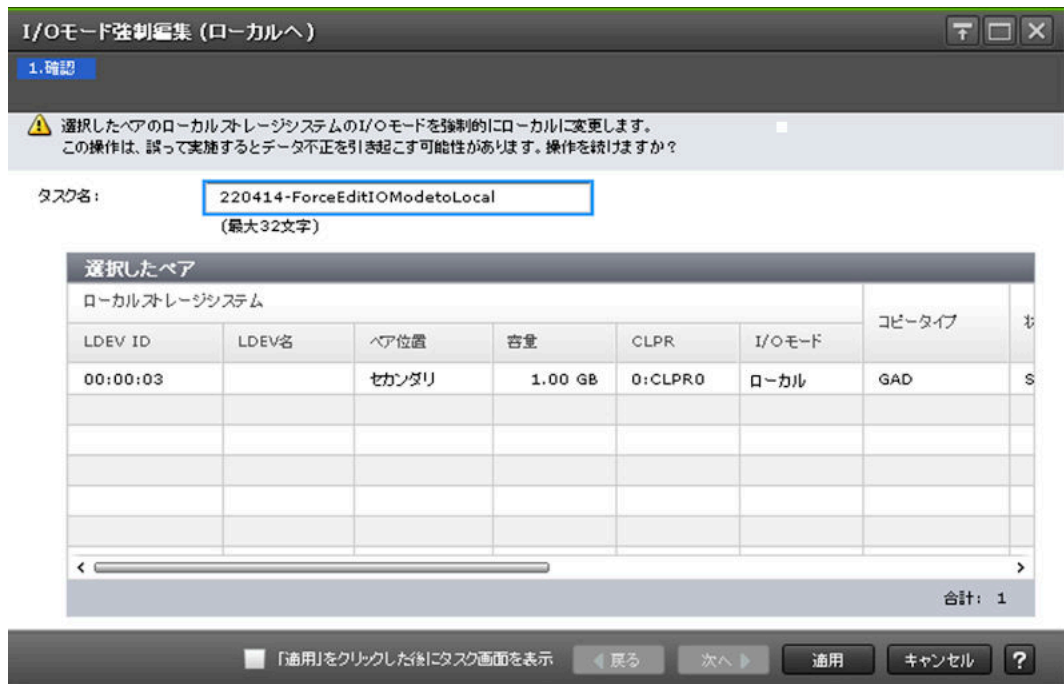 I/Oモード強制編集(ローカルへ)
1.確認
選択したペアのローカルストレージシステムのI/Oモードを強制的にローカルに変更します。
この操作は、誤って実施するとデータ不正を引き起こす可能性があります。操作を続けますか？
タスク名:
220414-ForceEditIOModetoLocal
(最大32文字)
選択したペア
ローカルストレージシステム
コピータイプ
LDEV ID LDEV名 ペア位置 容量 CLPR I/Oモード
00:00:03 セカンダリ 1.00 GB 0:CLPR0 ローカル GAD S
合計: 1
「適用」をクリックした後にタスク画面を表示 戻る 次へ 適用 キャンセル ?